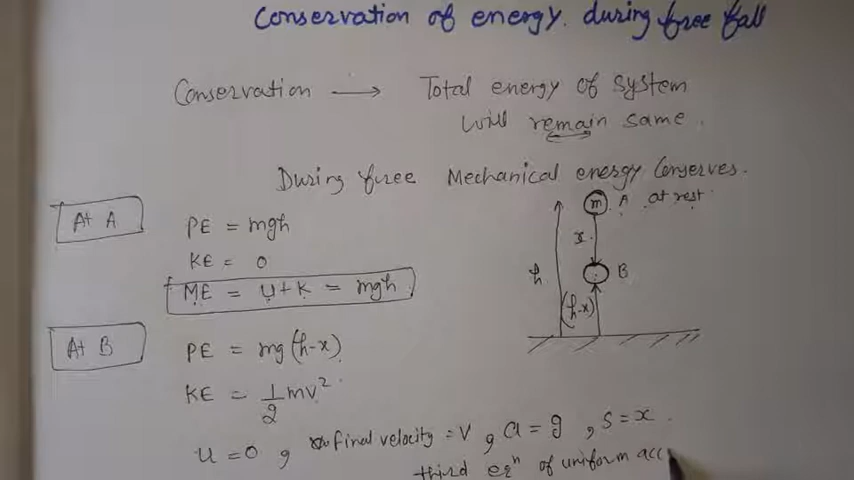 Conservation of energy. during free fall
Conservation → Total energy of system
will remain same.
During free Mechanical energy Conserves.
At A
PE = mgh
KE = 0
ME = U+K = mgh
m A at rest
x
h
B
(h-x)
At B
PE = mg(h-x)
KE = 1/2 mv²
u = 0, final velocity = v, a = g, s = x
third eqⁿ of uniform acc